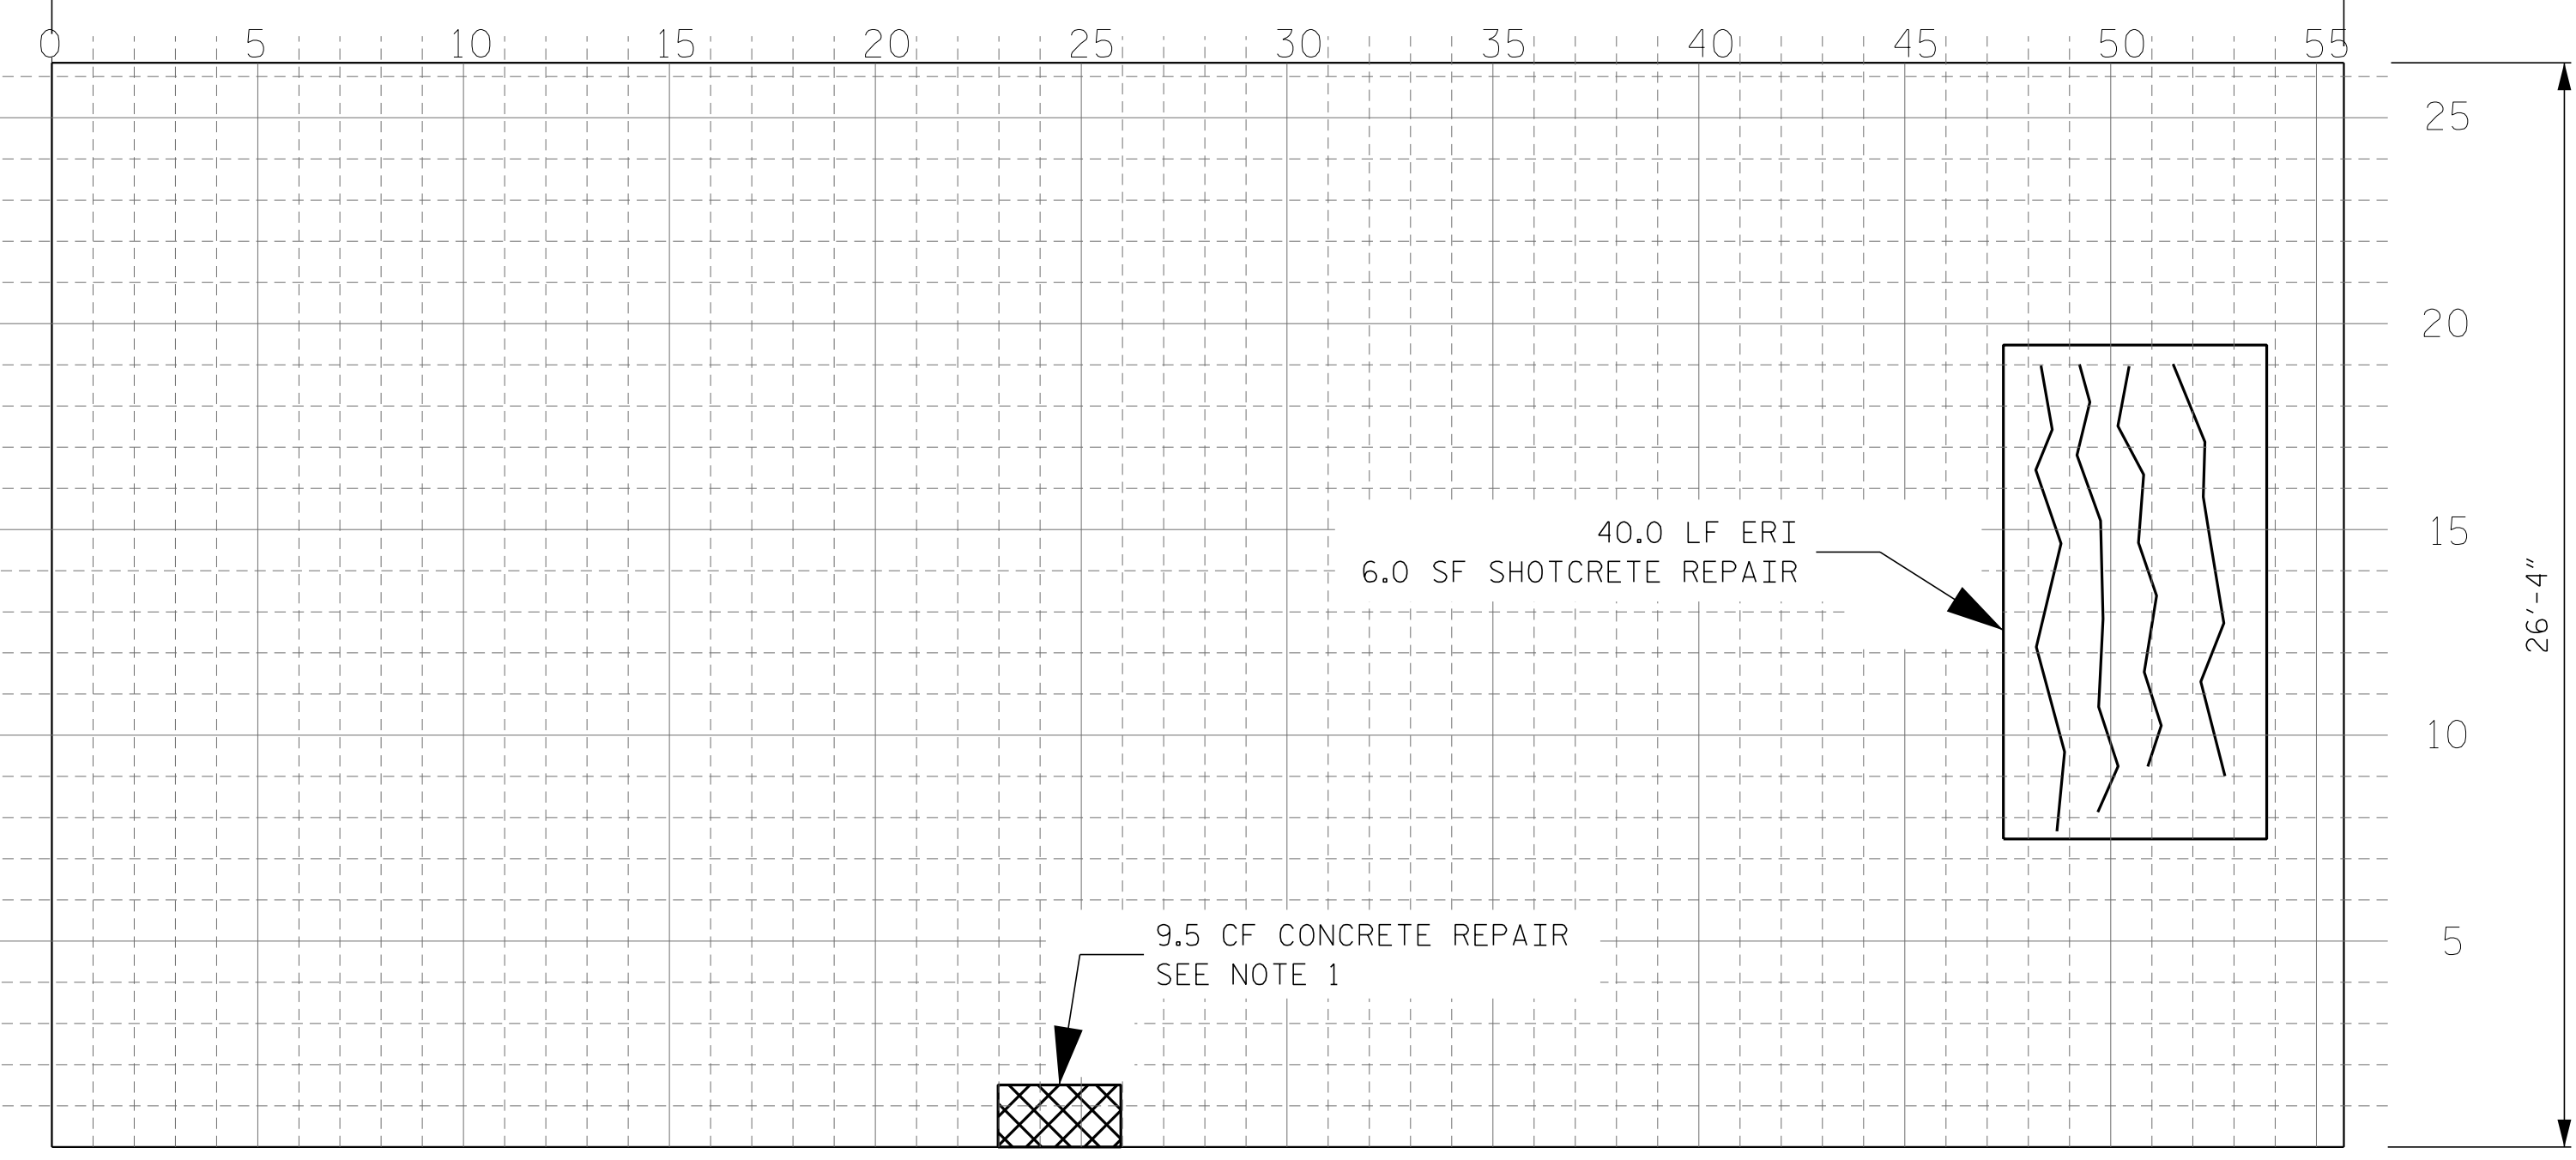 0 5 10 15 20 25 30 35 40 45 50 55
25
20
15
10
5
26'-4"
40.0 LF ERI
6.0 SF SHOTCRETE REPAIR
9.5 CF CONCRETE REPAIR
SEE NOTE 1